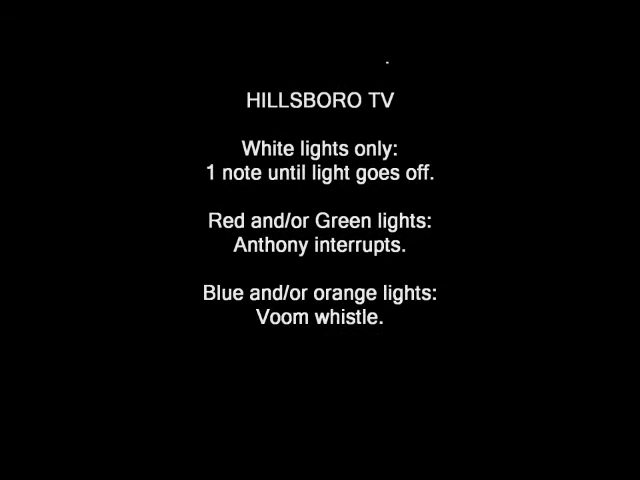 HILLSBORO TV
White lights only:
1 note until light goes off.
Red and/or Green lights:
Anthony interrupts.
Blue and/or orange lights:
Voom whistle.